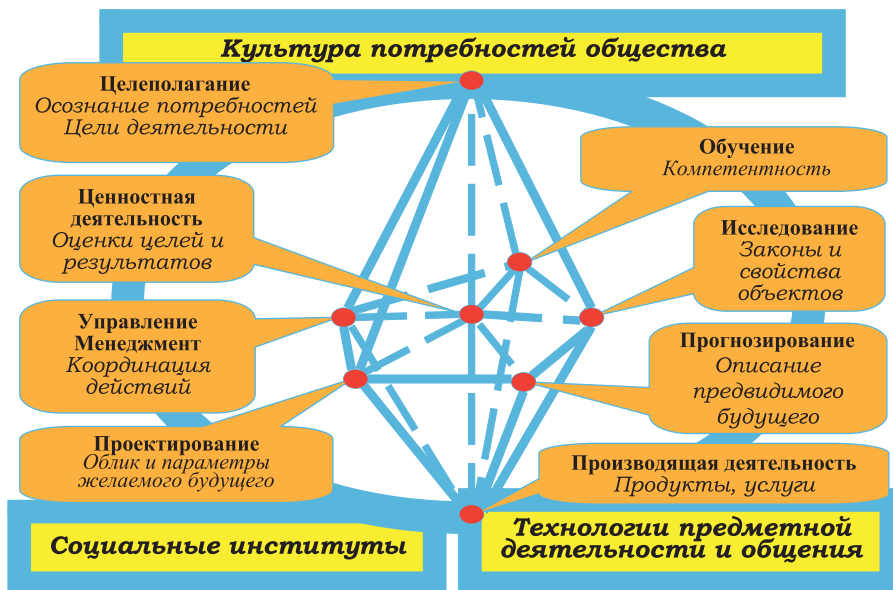 Культура потребностей общества
Целеполагание
Осознание потребностей
Цели деятельности
Обучение
Компетентность
Ценностная
деятельность
Оценки целей и
результатов
Исследование
Законы и
свойства
объектов
Управление
Менеджмент
Координация
действий
Прогнозирование
Описание
предвидимого
будущего
Проектирование
Облик и параметры
желаемого будущего
Производящая деятельность
Продукты, услуги
Социальные институты
Технологии предметной
деятельности и общения